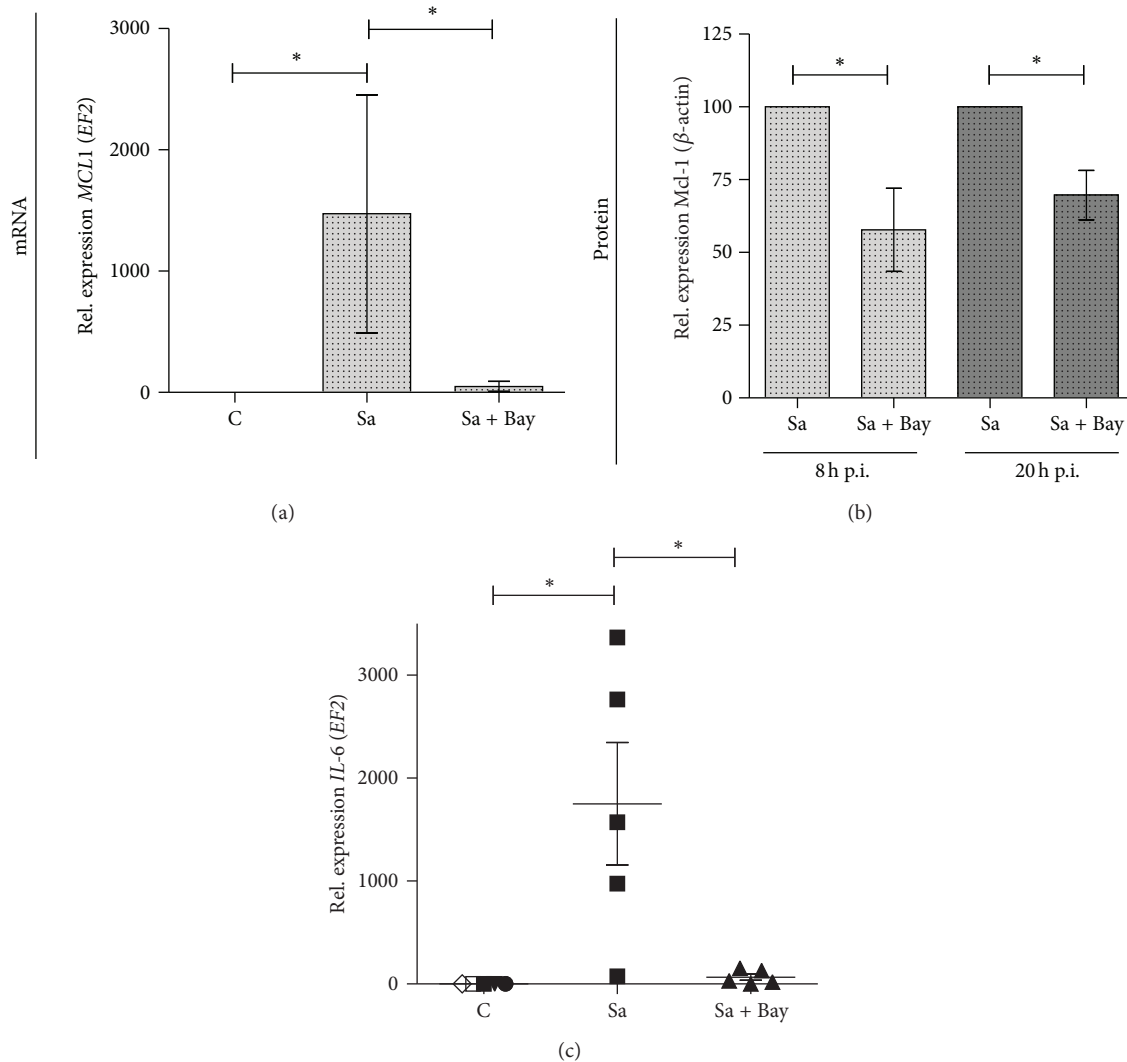 mRNA
Rel. expression MCL1 (EF2)
3000
2000
1000
0
*
*
C
Sa
Sa + Bay
(a)
Protein
Rel. expression Mcl-1 (β-actin)
125
100
75
50
25
0
*
*
Sa
Sa + Bay
Sa
Sa + Bay
8 h p.i.
20 h p.i.
(b)
Rel. expression IL-6 (EF2)
3000
2000
1000
0
*
*
C
Sa
Sa + Bay
(c)